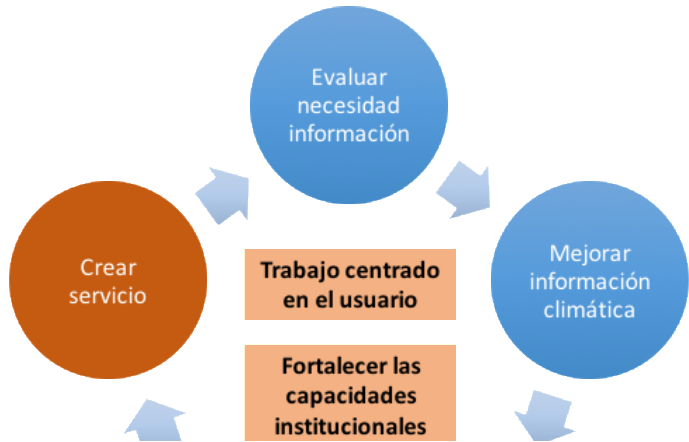 Evaluar
necesidad
información
Crear
servicio
Trabajo centrado
en el usuario
Mejorar
información
climática
Fortalecer las
capacidades
institucionales